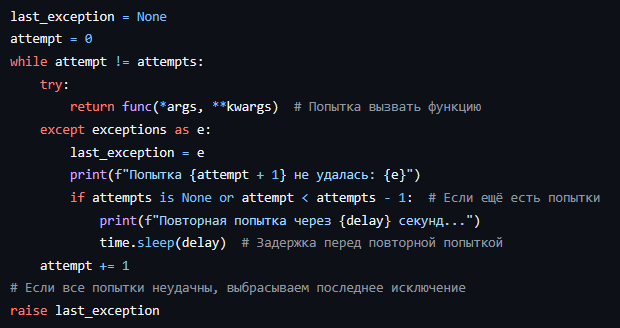 last_exception = None
attempt = 0
while attempt != attempts:
    try:
        return func(*args, **kwargs)  # Попытка вызвать функцию
    except exceptions as e:
        last_exception = e
        print(f"Попытка {attempt + 1} не удалась: {e}")
        if attempts is None or attempt < attempts - 1:  # Если ещё есть попытки
            print(f"Повторная попытка через {delay} секунд...")
            time.sleep(delay)  # Задержка перед повторной попыткой
    attempt += 1
# Если все попытки неудачны, выбрасываем последнее исключение
raise last_exception